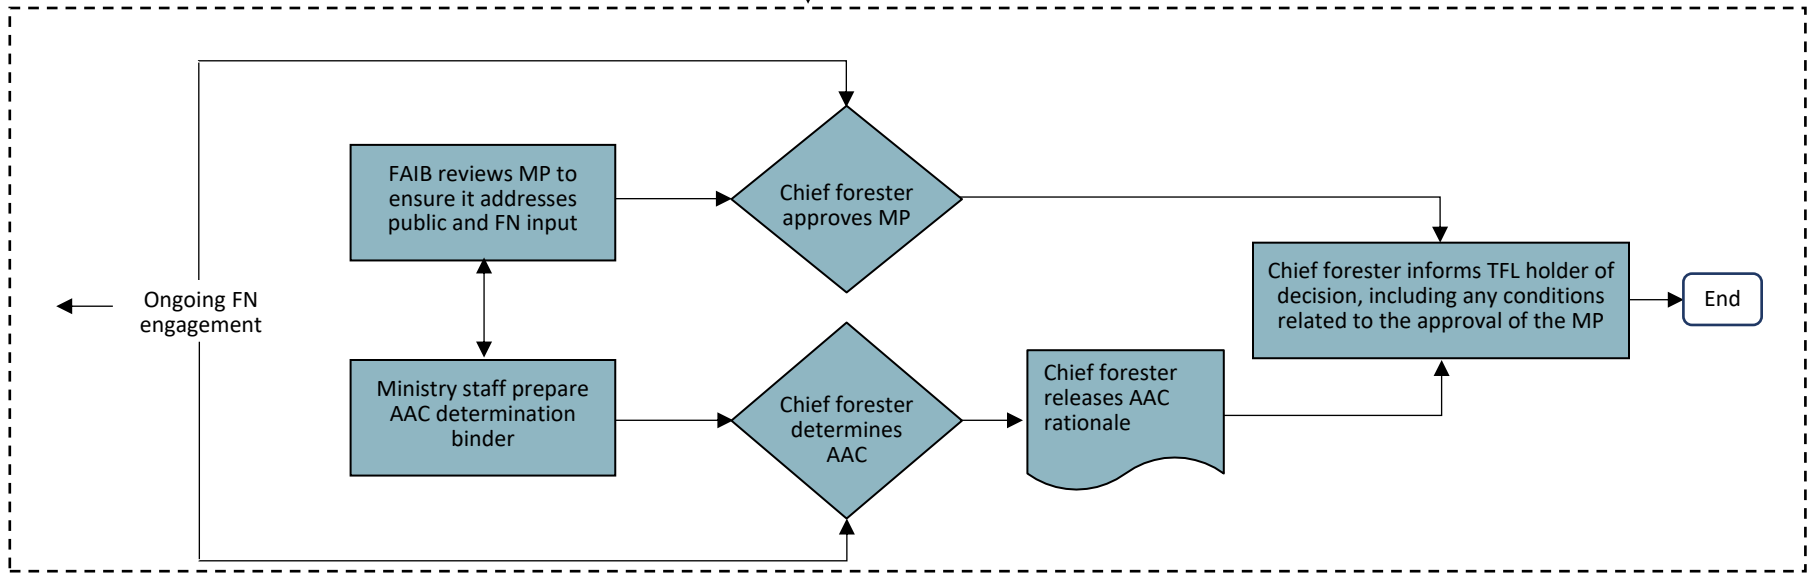 FAIB reviews MP to
ensure it addresses
public and FN input
Chief forester
approves MP
Ongoing FN
engagement
Chief forester informs TFL holder of
decision, including any conditions
related to the approval of the MP
End
Ministry staff prepare
AAC determination
binder
Chief forester
determines
AAC
Chief forester
releases AAC
rationale